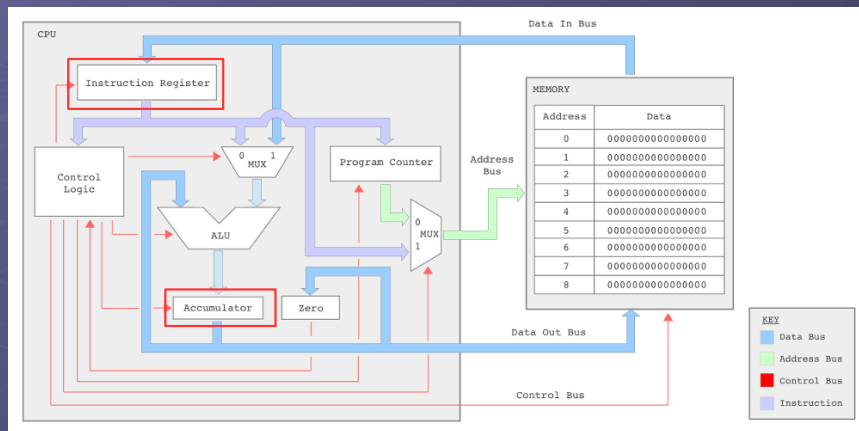 CPU
Data In Bus
Instruction Register
MEMORY
Address Data
0 0000000000000000
1 0000000000000000
2 0000000000000000
3 0000000000000000
4 0000000000000000
5 0000000000000000
6 0000000000000000
7 0000000000000000
8 0000000000000000
Control
Logic
0 1
MUX
Program Counter
Address
Bus
0
MUX
1
ALU
Accumulator
Zero
Data Out Bus
Control Bus
KEY
Data Bus
Address Bus
Control Bus
Instruction